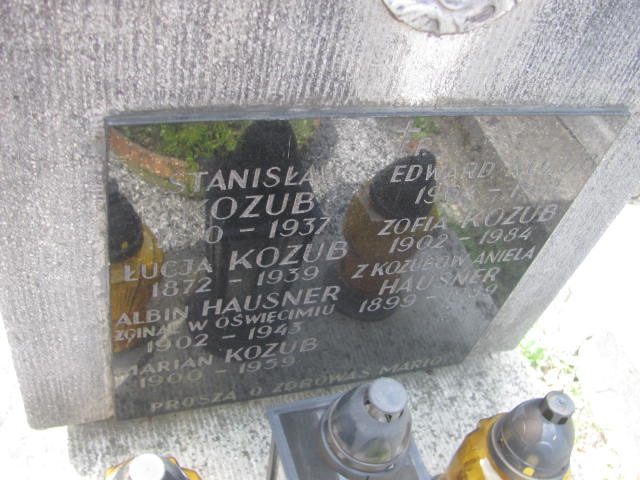 STANISŁAW
KOZUB
- 1937
ŁUCJA KOZUB
1872 - 1939
ALBIN HAUSNER
ZGINĄŁ W OŚWIĘCIMIU
1902 - 1943
MARIAN KOZUB
1900 - 1959
EDWARD
ZOFIA KOZUB
1902 - 1984
Z KOZUBÓW ANIELA
HAUSNER
1899 -
PROSZĄ O ZDROWAŚ MARIO